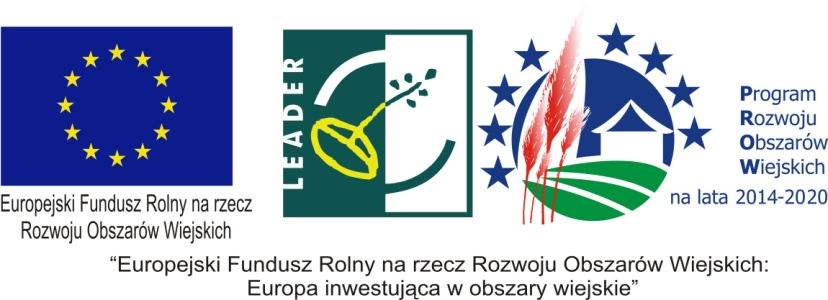 Europejski Fundusz Rolny na rzecz
Rozwoju Obszarów Wiejskich
LEADER
Program
Rozwoju
Obszarów
Wiejskich
na lata 2014-2020
“Europejski Fundusz Rolny na rzecz Rozwoju Obszarów Wiejskich:
Europa inwestująca w obszary wiejskie”